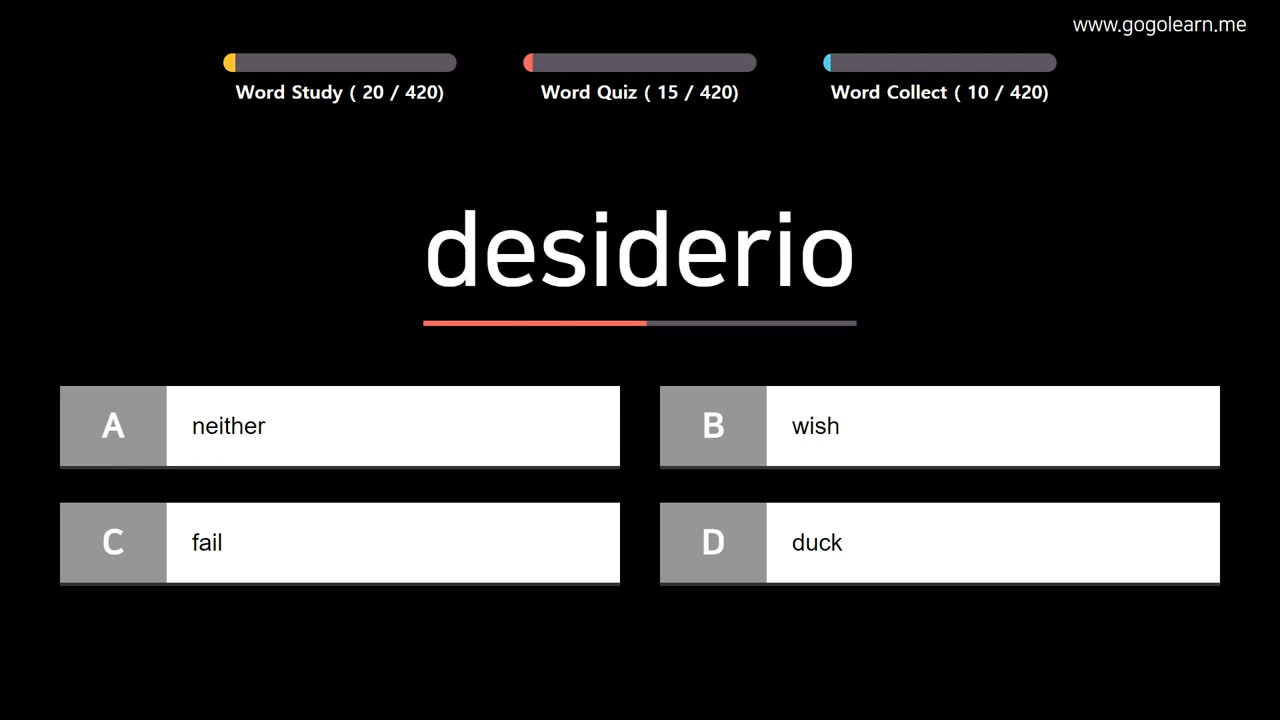 www.gogolearn.me
Word Study ( 20 / 420)
Word Quiz ( 15 / 420)
Word Collect ( 10 / 420)
desiderio
A neither
B wish
C fail
D duck